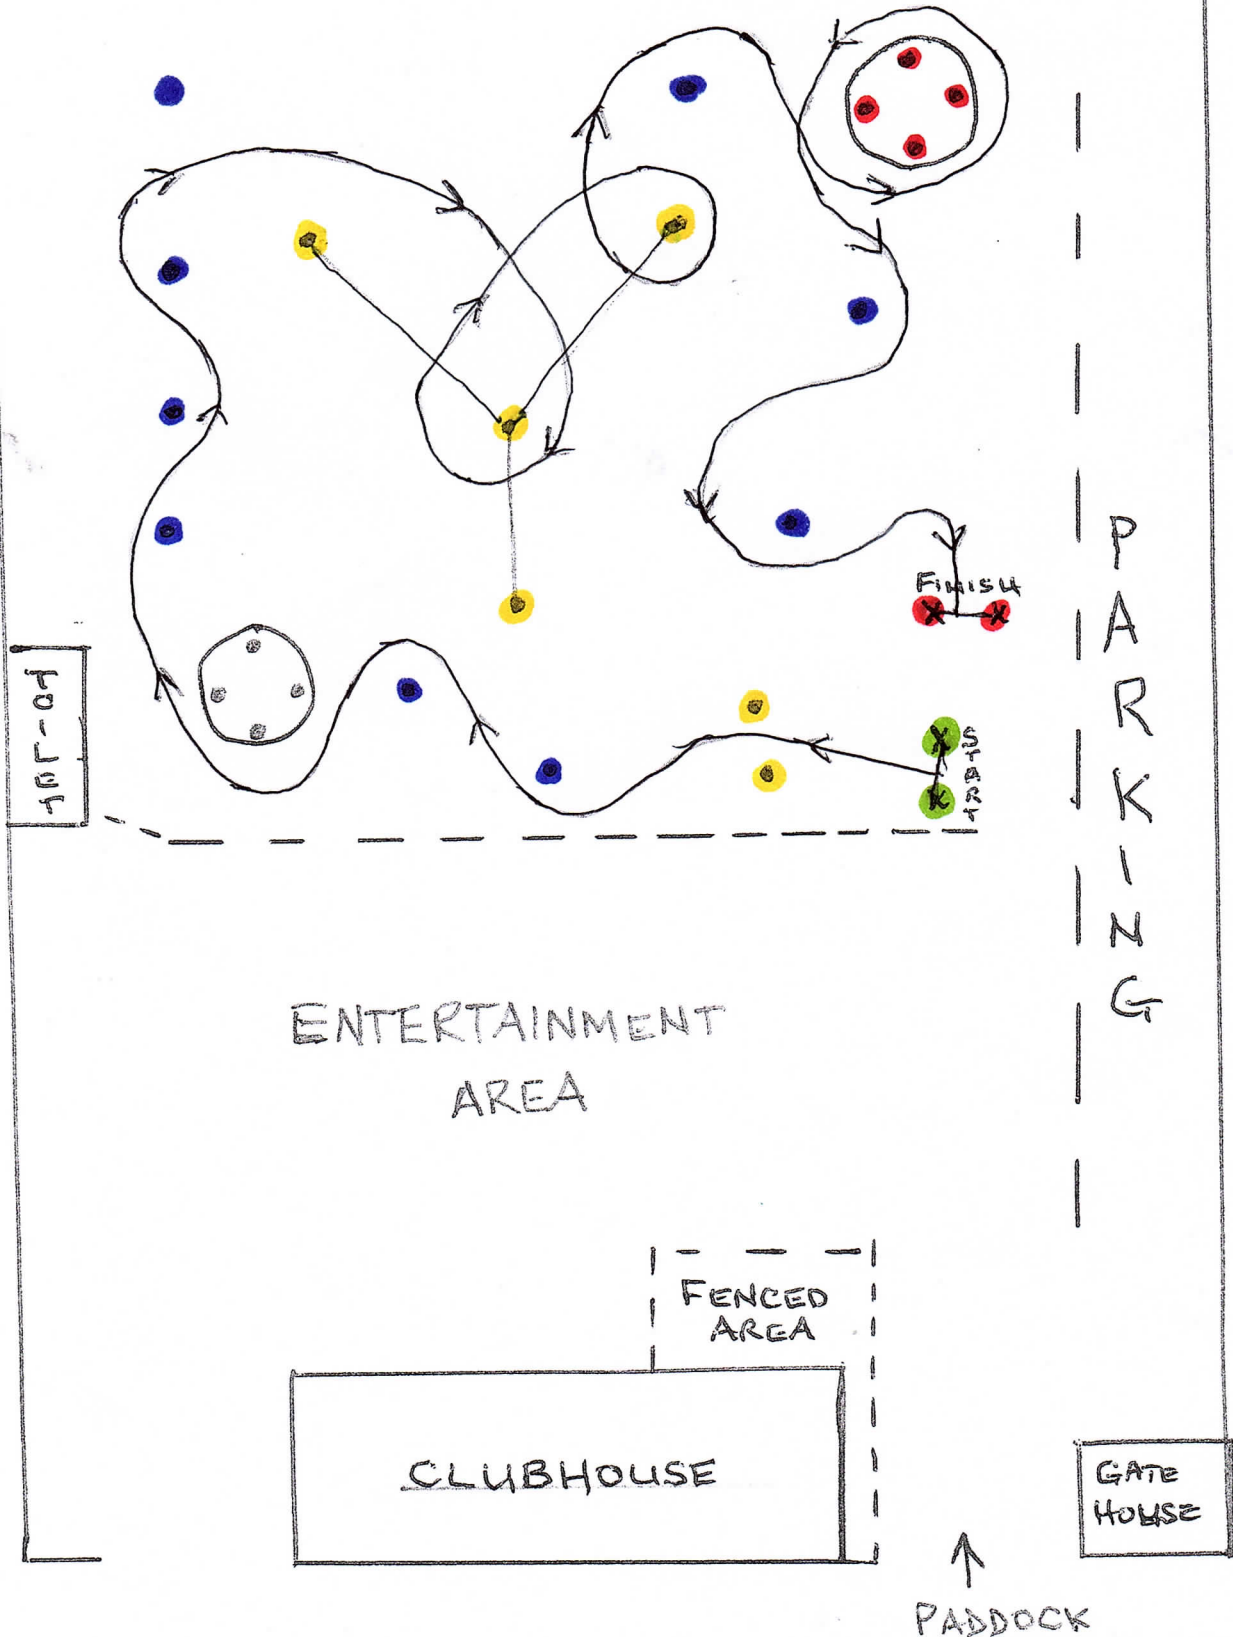 FINISH
START
TOILET
PARKING
ENTERTAINMENT
AREA
FENCED
AREA
CLUBHOUSE
GATE
HOUSE
PADDOCK